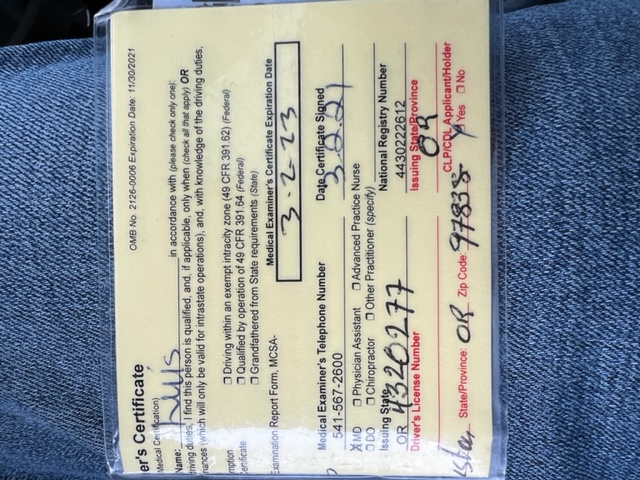 OMB No. 2126-0006 Expiration Date: 11/30/2021
er's Certificate
Medical Certification)
Name: in accordance with (please check only one):
driving duties, I find this person is qualified, and, if applicable, only when (check all that apply) OR
riances (which will only be valid for intrastate operations), and, with knowledge of the driving duties,
mption ☐ Driving within an exempt intracity zone (49 CFR 391.62) (Federal)
Certificate ☐ Qualified by operation of 49 CFR 391.64 (Federal)
☐ Grandfathered from State requirements (State)
Examination Report Form, MCSA-
Medical Examiner's Certificate Expiration Date
3-2-23
Medical Examiner's Telephone Number
541-567-2600
Date Certificate Signed
☒ MD ☐ Physician Assistant ☐ Advanced Practice Nurse
☐ DO ☐ Chiropractor ☐ Other Practitioner (specify)
Issuing State
OR
National Registry Number
4430222612
Driver's License Number
4320277
Issuing State/Province
OR
State/Province: OR Zip Code: 97838
CLP/CDL Applicant/Holder
Yes ☐ No